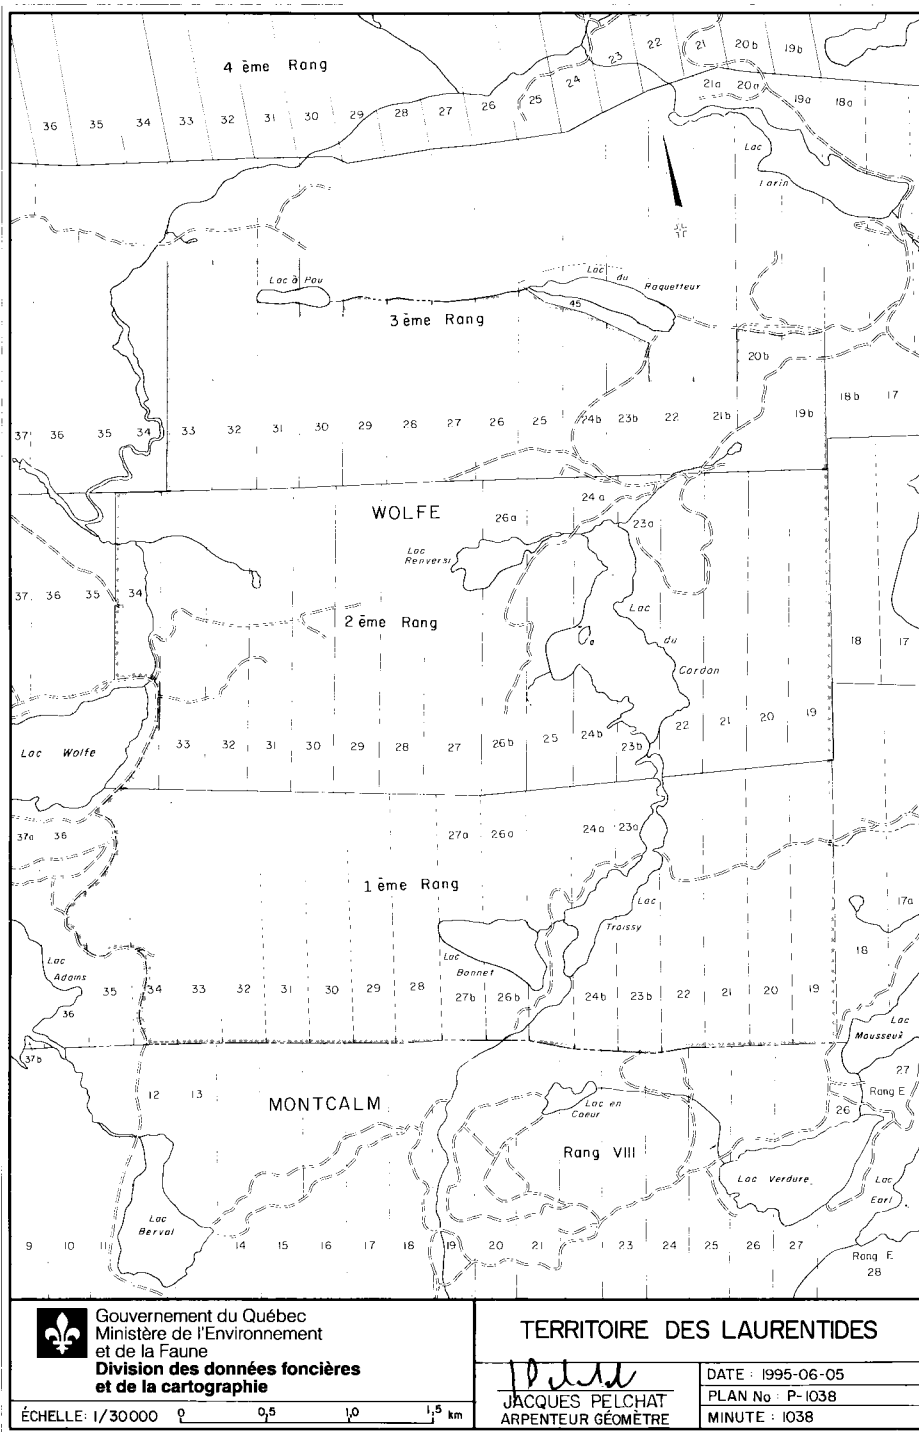 4 ème Rang
22
21
20b
19b
23
24
25
26
27
28
29
30
31
32
33
34
35
36
21a
20a
19a
18a
Lac
Larin
Lac à Pou
Lac
du
Raquetteur
45
3 ème Rang
20b
18b
17
37
36
35
34
33
32
31
30
29
28
27
26
25
24b
23b
22
21b
19b
WOLFE
24a
26a
23a
Lac
Renversi
37
36
35
34
2 ème Rang
Lac
du
Cordon
18
17
Lac Wolfe
33
32
31
30
29
28
27
26b
25
24b
23b
22
21
20
19
37a
36
27a
26a
24a
23a
1 ème Rang
Lac
Troissy
17a
18
Lac
Adams
36
35
34
33
32
31
30
29
28
Lac
Bonnet
27b
26b
24b
23b
22
21
20
19
Lac
Mousseux
37b
27
Rang E
26
12
13
MONTCALM
Lac en
Coeur
Rang VIII
Lac Verdure
Lac
Earl
Lac
Berval
9
10
11
14
15
16
17
18
19
20
21
23
24
25
26
27
Rang F.
28
Gouvernement du Québec
Ministère de l'Environnement
et de la Faune
Division des données foncières
et de la cartographie
ÉCHELLE: 1/30000 0 0,5 1,0 1,5 km
TERRITOIRE DES LAURENTIDES
JACQUES PELCHAT
ARPENTEUR GÉOMÈTRE
DATE : 1995-06-05
PLAN No : P-1038
MINUTE : 1038